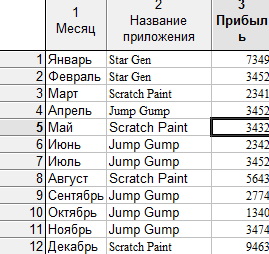 1 2 3
Месяц Название приложения Прибыль
1 Январь Star Gen 7349
2 Февраль Star Gen 3452
3 Март Scratch Paint 2341
4 Апрель Jump Gump 3452
5 Май Scratch Paint 3432
6 Июнь Jump Gump 2342
7 Июль Jump Gump 3452
8 Август Scratch Paint 5643
9 Сентябрь Jump Gump 2774
10 Октябрь Jump Gump 1340
11 Ноябрь Jump Gump 3474
12 Декабрь Scratch Paint 9463